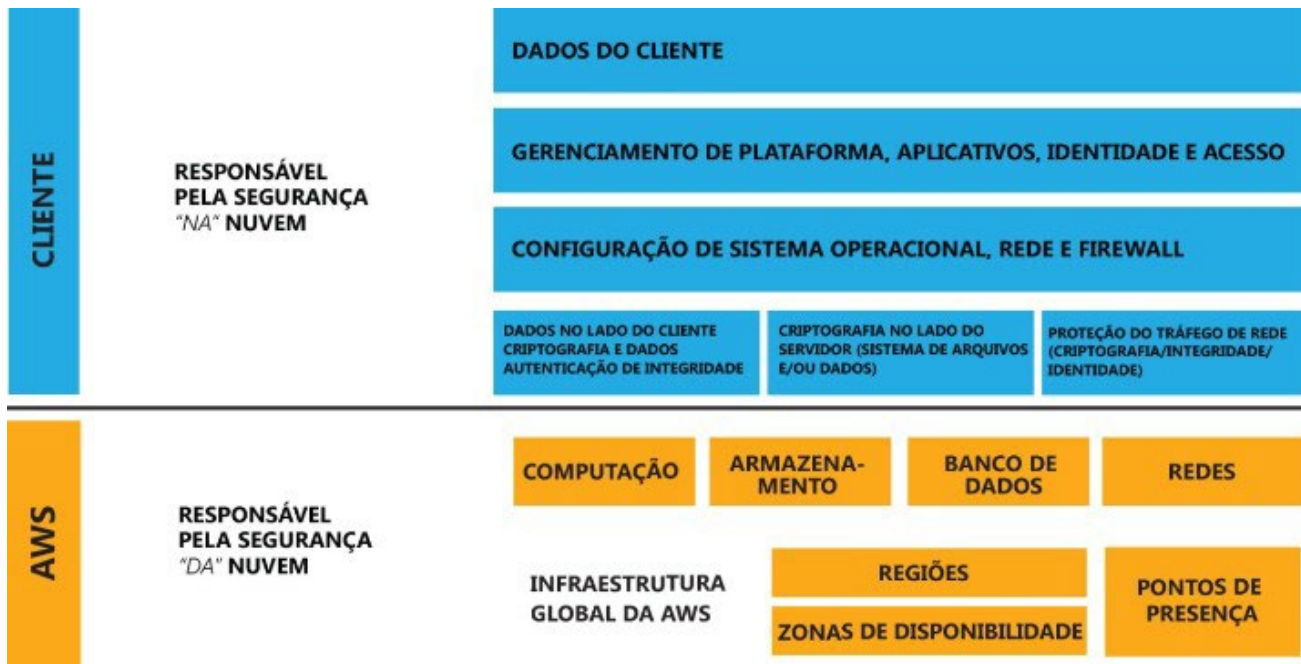 CLIENTE
RESPONSÁVEL
PELA SEGURANÇA
“NA” NUVEM
DADOS DO CLIENTE
GERENCIAMENTO DE PLATAFORMA, APLICATIVOS, IDENTIDADE E ACESSO
CONFIGURAÇÃO DE SISTEMA OPERACIONAL, REDE E FIREWALL
DADOS NO LADO DO CLIENTE
CRIPTOGRAFIA E DADOS
AUTENTICAÇÃO DE INTEGRIDADE
CRIPTOGRAFIA NO LADO DO
SERVIDOR (SISTEMA DE ARQUIVOS
E/OU DADOS)
PROTEÇÃO DO TRÁFEGO DE REDE
(CRIPTOGRAFIA/INTEGRIDADE/
IDENTIDADE)
AWS
RESPONSÁVEL
PELA SEGURANÇA
“DA” NUVEM
COMPUTAÇÃO
ARMAZENA-
MENTO
BANCO DE
DADOS
REDES
INFRAESTRUTURA
GLOBAL DA AWS
REGIÕES
ZONAS DE DISPONIBILIDADE
PONTOS DE
PRESENÇA